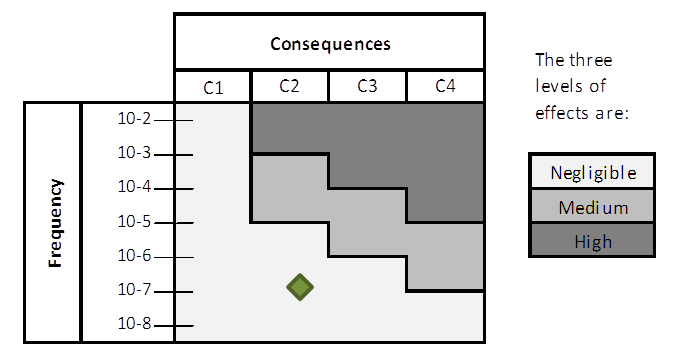 Consequences
The three
levels of
effects are:
C1 C2 C3 C4
Frequency
10-2
10-3
10-4
10-5
10-6
10-7
10-8
Negligible
Medium
High